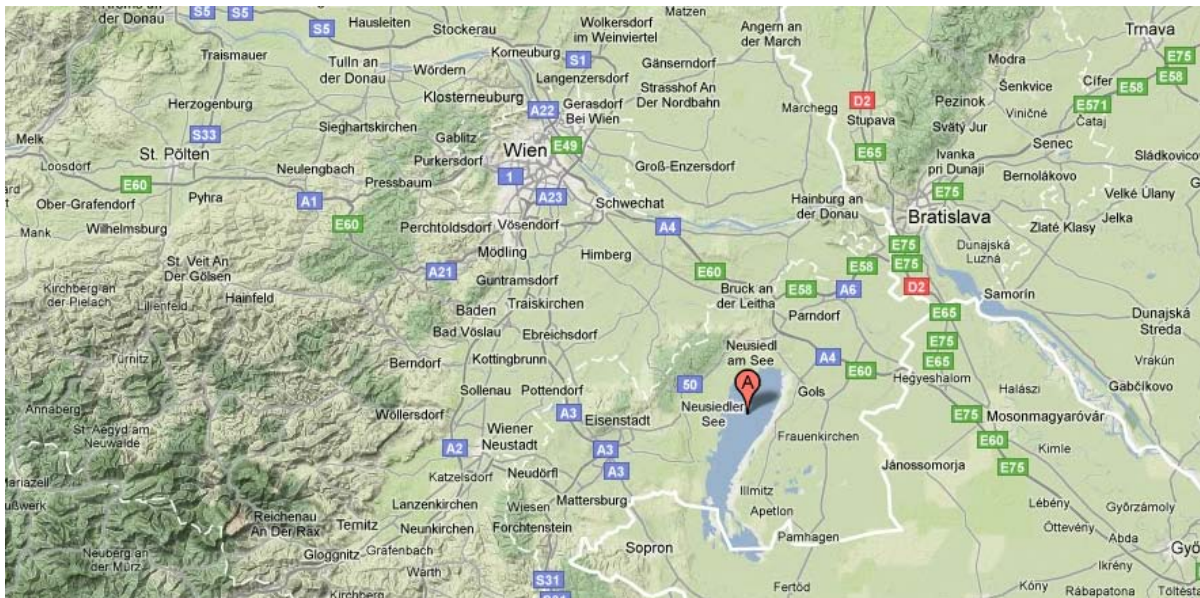 Krems an
der Donau
S5
S5
S5
Hausleiten
Stockerau
Wolkersdorf
im Weinviertel
Matzen
Angern an
der March
Trnava
Traismauer
Tulln an
der Donau
Wördern
Korneuburg
S1
Langenzersdorf
Gänserndorf
Modra
E75
E58
Cífer
Šenkvice
E58
Herzogenburg
Klosterneuburg
A22
Gerasdorf
Bei Wien
Strasshof An
Der Nordbahn
Marchegg
D2
Stupava
Pezinok
Viničné
E571
Čataj
S33
Sieghartskirchen
Gablitz
Svätý Jur
Melk
St. Pölten
Purkersdorf
Wien
E49
E65
Ivanka
pri Dunaji
Senec
Sládkovičo
Loosdorf
Neulengbach
Pressbaum
Groß-Enzersdorf
Bernolákovo
E60
Ober-Grafendorf
Pyhra
A1
1
A23
Schwechat
Hainburg an
der Donau
E75
Veľké Úľany
Mank
Wilhelmsburg
E60
Perchtoldsdorf
Vösendorf
A4
Bratislava
Zlaté Klasy
Jelka
St. Veit An
Der Gölsen
Mödling
Himberg
E75
Dunajská
Lužná
A21
Guntramsdorf
E60
E58
E75
Kirchberg an
der Pielach
Lilienfeld
Hainfeld
Baden
Traiskirchen
Bruck an
der Leitha
E58
A6
D2
Šamorín
Bad Vöslau
Ebreichsdorf
Parndorf
E65
Dunajská
Streda
Türnitz
Berndorf
Kottingbrunn
Neusiedl
am See
A4
E60
E75
E65
Vrakúň
Hegyeshalom
Annaberg
Sollenau
Pottendorf
50
A
Gols
Halászi
Gabčíkovo
Wöllersdorf
A3
Eisenstadt
Neusiedler
See
E75
Mosonmagyaróvár
St. Aegyd am
Neuwalde
A2
Wiener
Neustadt
A3
Frauenkirchen
E60
Kimle
Mariazell
Katzelsdorf
Neudörfl
A3
Jánossomorja
E75
Lanzenkirchen
Wiesen
Mattersburg
Illmitz
Lébény
Győrzámoly
Reichenau
An Der Rax
Ternitz
Neunkirchen
Forchtenstein
Apetlon
Öttevény
Abda
Neuberg an
der Mürz
Gloggnitz
Grafenbach
Sopron
Pamhagen
Győ
Warth
Ikrény
S31
Kirchberg
Fertőd
Kóny
Rábapatona